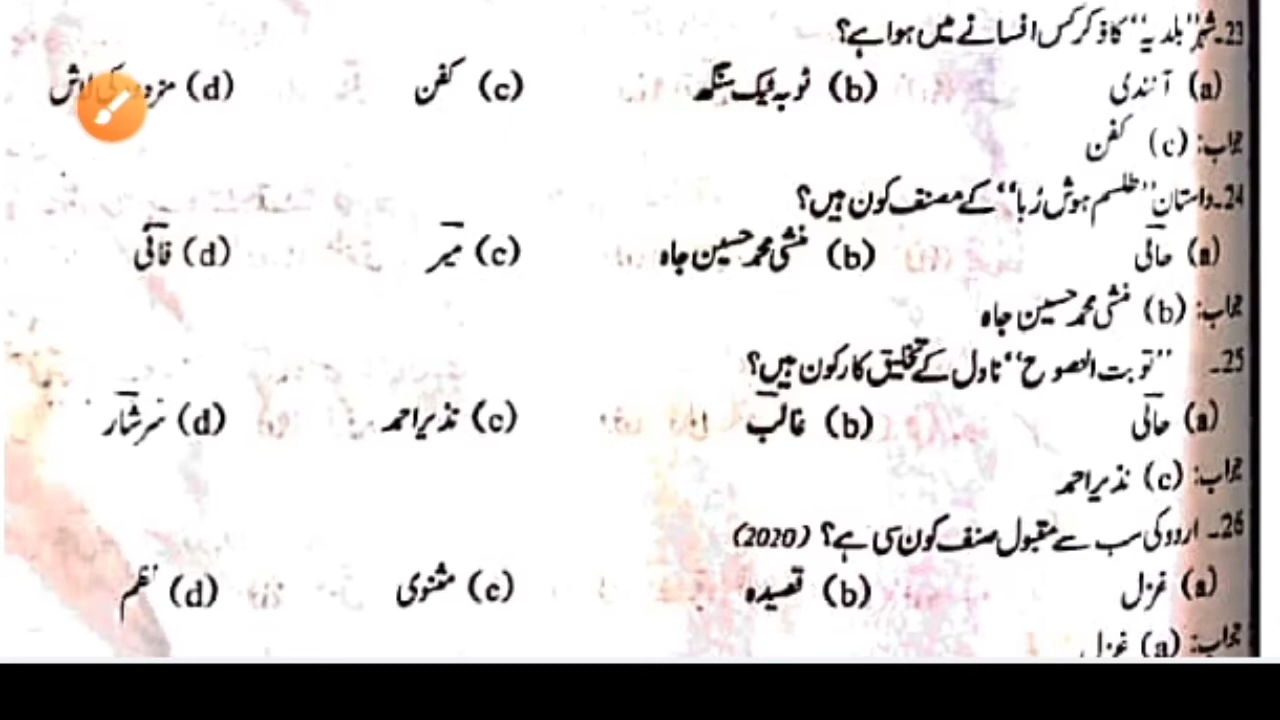 23۔شہر’’بلدیہ‘‘ کا ذکر کس افسانے میں ہوا ہے؟
(a) آنندی (b) ٹوبہ ٹیک سنگھ (c) کفن (d) لاش
جواب: (c) کفن
24۔داستان’’طلسم ہوش رُبا‘‘ کے مصنف کون ہیں؟
(a) حالی (b) منشی محمد حسین جاہ (c) میر (d) فانی
جواب: (b) منشی محمد حسین جاہ
25۔ ’’توبت النصوح‘‘ ناول کے تخلیق کار کون ہیں؟
(a) حالی (b) غالب (c) نذیر احمد (d) سرشار
جواب: (c) نذیر احمد
26۔ اردو کی سب سے مقبول صنف کون سی ہے؟ (2020)
(a) غزل (b) قصیدہ (c) مثنوی (d) نظم
جواب: (a) غزل